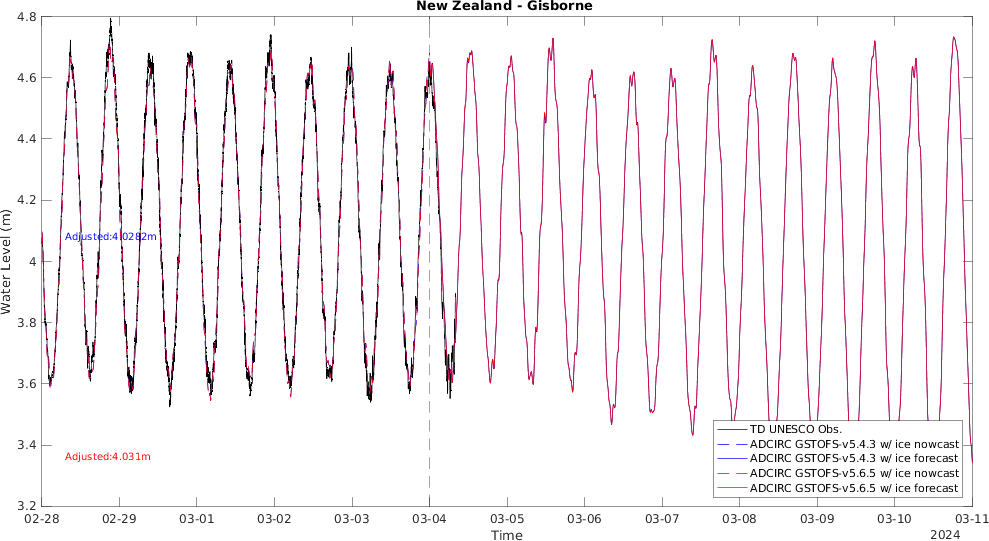 New Zealand - Gisborne
4.8
4.6
4.4
4.2
4
3.8
3.6
3.4
3.2
Water Level (m)
Adjusted:4.0282m
Adjusted:4.031m
TD UNESCO Obs.
ADCIRC GSTOFS-v5.4.3 w/ ice nowcast
ADCIRC GSTOFS-v5.4.3 w/ ice forecast
ADCIRC GSTOFS-v5.6.5 w/ ice nowcast
ADCIRC GSTOFS-v5.6.5 w/ ice forecast
02-28 02-29 03-01 03-02 03-03 03-04 03-05 03-06 03-07 03-08 03-09 03-10 03-11
Time
2024